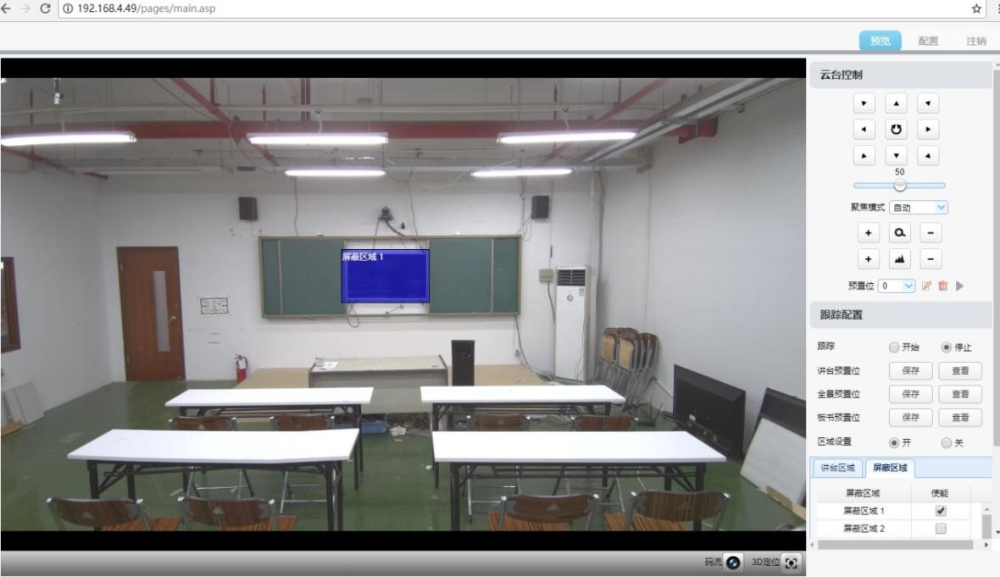 192.168.4.49/pages/main.asp
预览 配置 注销
云台控制
50
聚焦模式 自动
预置位 0
跟踪配置
跟踪 开始 停止
讲台预置位 保存 查看
全景预置位 保存 查看
板书预置位 保存 查看
区域设置 开 关
讲台区域 屏蔽区域
屏蔽区域 使能
屏蔽区域 1
屏蔽区域 2
屏蔽区域 1
码流 3D定位